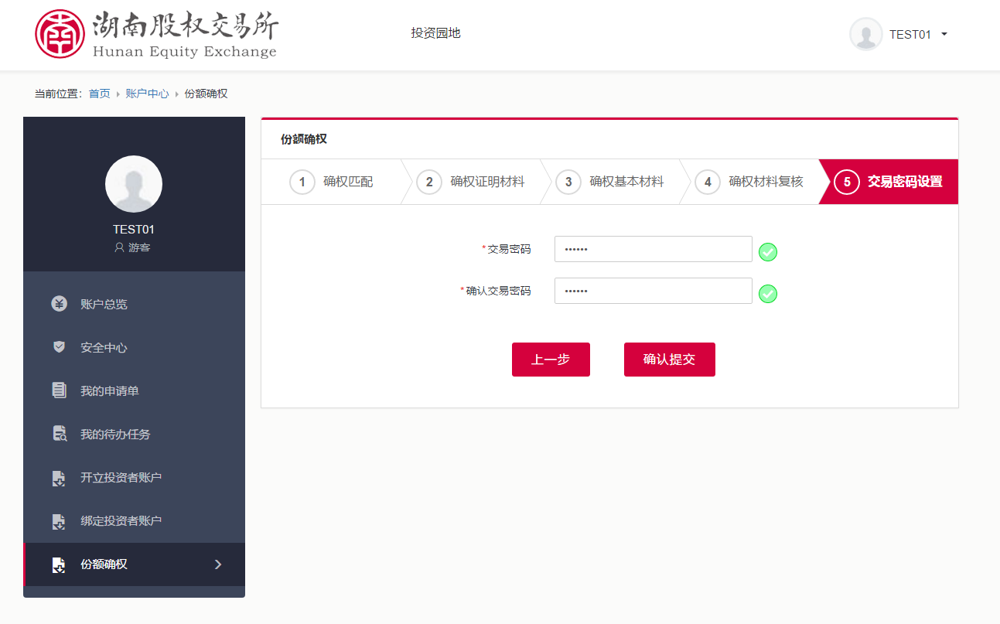 湖南股权交易所
Hunan Equity Exchange
投资园地
TEST01
当前位置：首页 账户中心 份额确权
TEST01
游客
账户总览
安全中心
我的申请单
我的待办任务
开立投资者账户
绑定投资者账户
份额确权
份额确权
1 确权匹配
2 确权证明材料
3 确权基本材料
4 确权材料复核
5 交易密码设置
*交易密码 ••••••
*确认交易密码 ••••••
上一步 确认提交